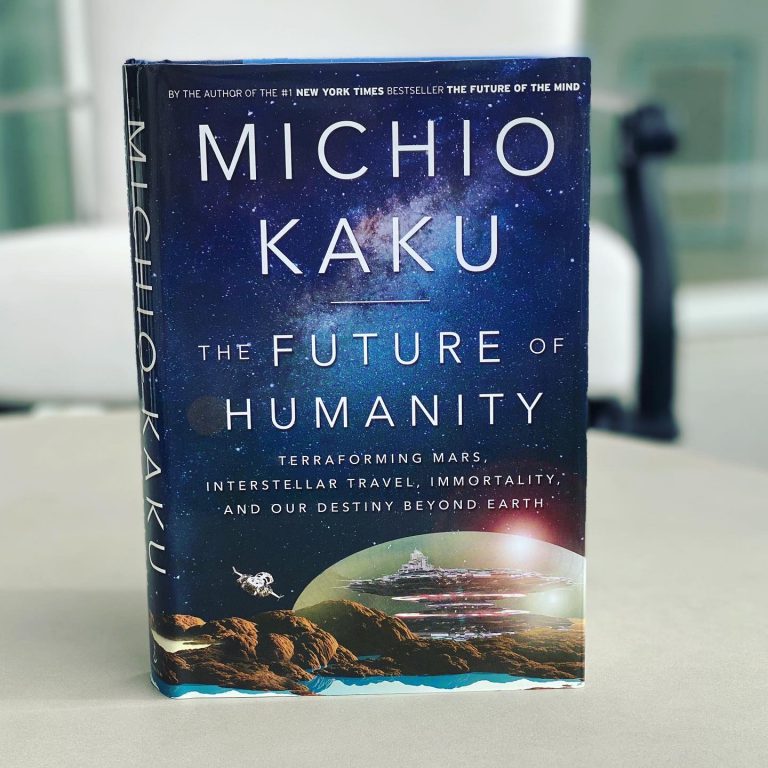 BY THE AUTHOR OF THE #1 NEW YORK TIMES BESTSELLER THE FUTURE OF THE MIND
MICHIO
KAKU
THE FUTURE OF
HUMANITY
TERRAFORMING MARS,
INTERSTELLAR TRAVEL, IMMORTALITY,
AND OUR DESTINY BEYOND EARTH
MICHIO KAKU